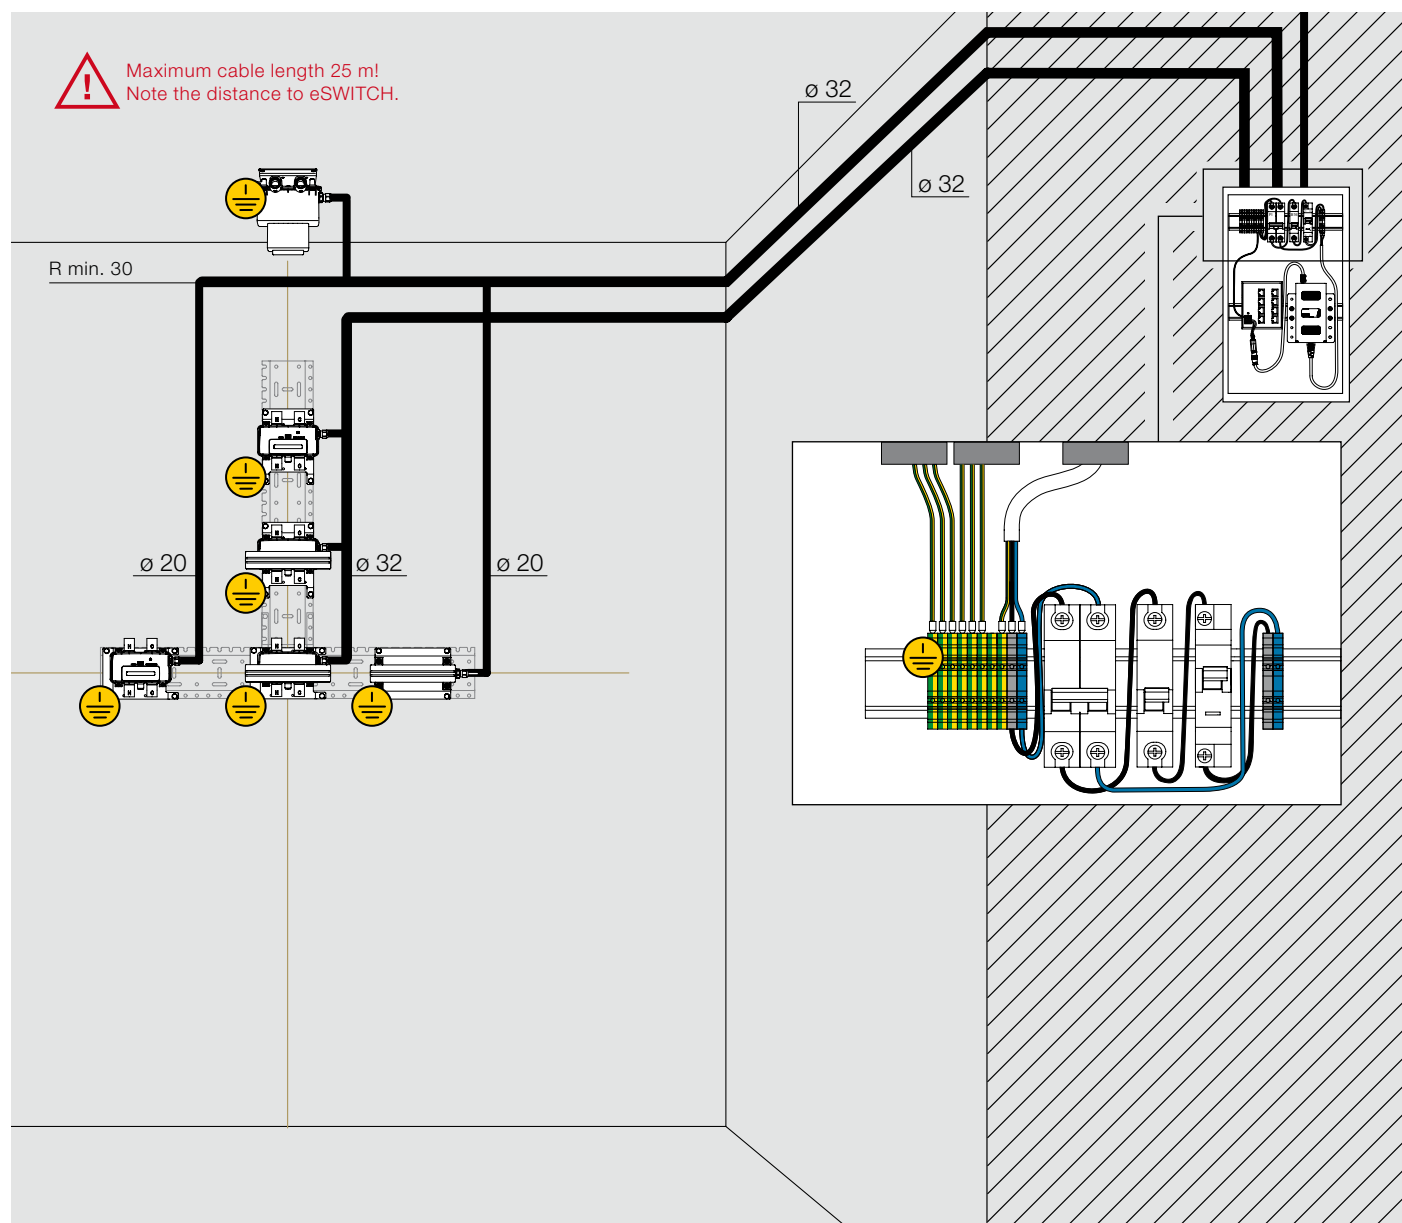 Maximum cable length 25 m!
Note the distance to eSWITCH.
ø 32
ø 32
R min. 30
ø 20
ø 32
ø 20